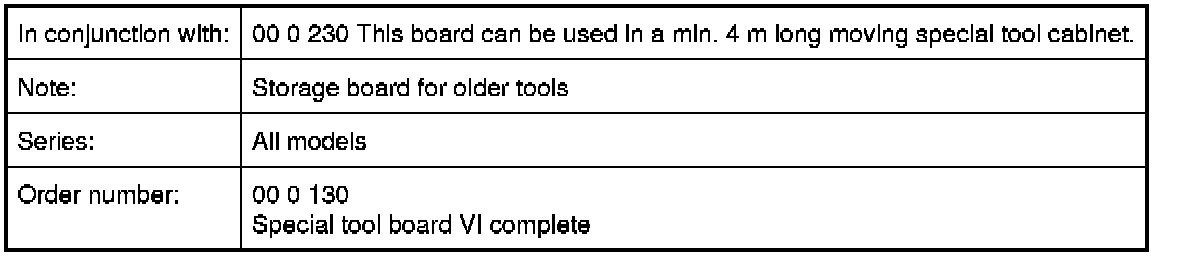 In conjunction with: 00 0 230 This board can be used in a min. 4 m long moving special tool cabinet.
Note: Storage board for older tools
Series: All models
Order number: 00 0 130
Special tool board VI complete